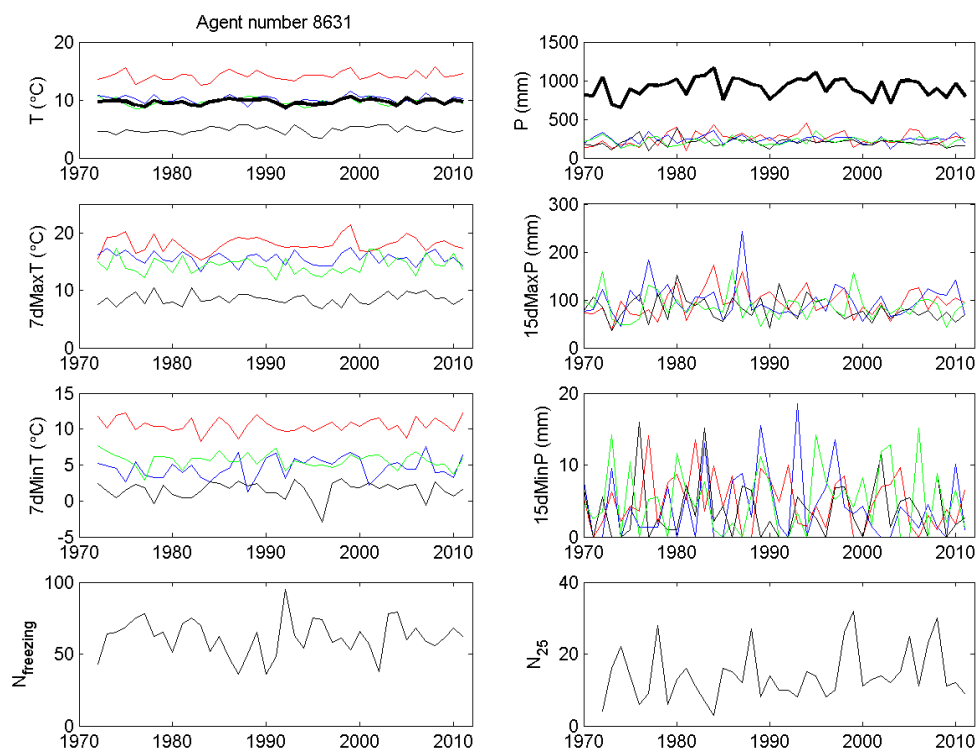 Agent number 8631
T (°C)
20
10
0
1970 1980 1990 2000 2010
P (mm)
1500
1000
500
0
1970 1980 1990 2000 2010
7dMaxT (°C)
20
10
0
1970 1980 1990 2000 2010
15dMaxP (mm)
300
200
100
0
1970 1980 1990 2000 2010
7dMinT (°C)
15
10
5
0
-5
1970 1980 1990 2000 2010
15dMinP (mm)
20
10
0
1970 1980 1990 2000 2010
N freezing
100
50
0
1970 1980 1990 2000 2010
N 25
40
20
0
1970 1980 1990 2000 2010